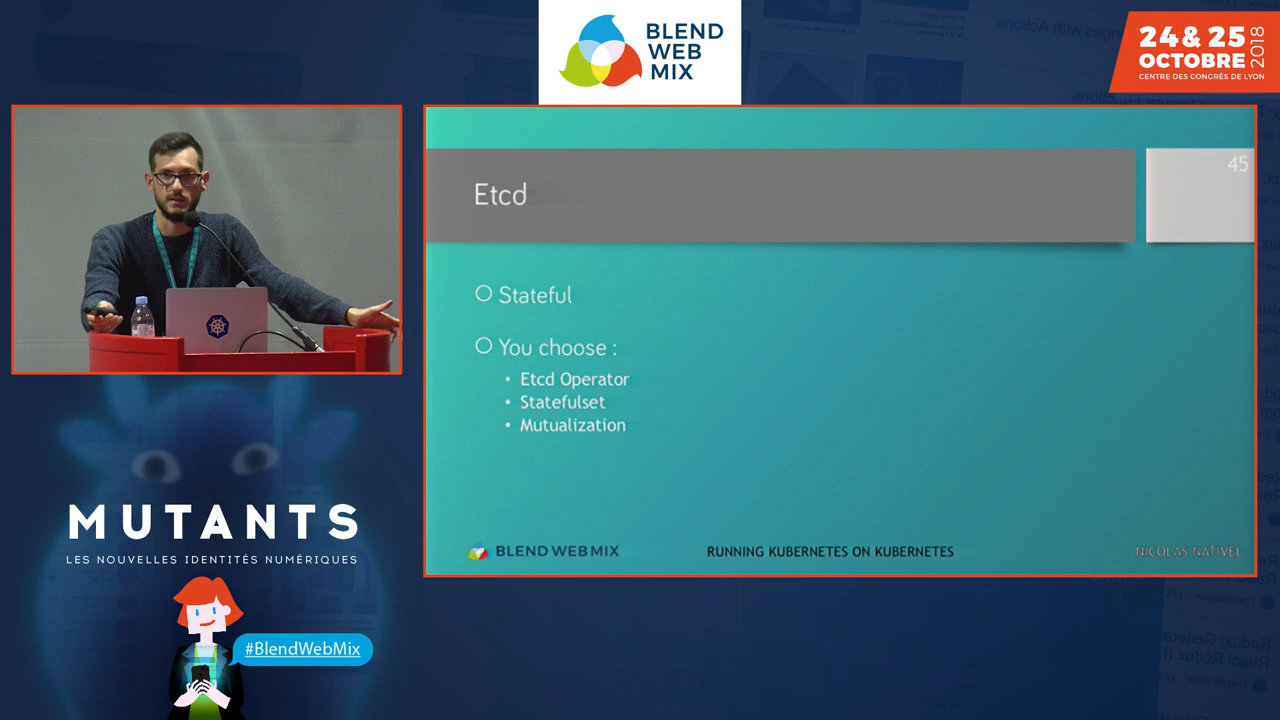 BLEND
WEB
MIX
24 & 25
OCTOBRE
2018
CENTRE DES CONGRÈS DE LYON
45
Etcd
Stateful
You choose :
Etcd Operator
Statefulset
Mutualization
BLEND WEB MIX
RUNNING KUBERNETES ON KUBERNETES
NICOLAS NATIVEL
MUTANTS
LES NOUVELLES IDENTITÉS NUMÉRIQUES
#BlendWebMix